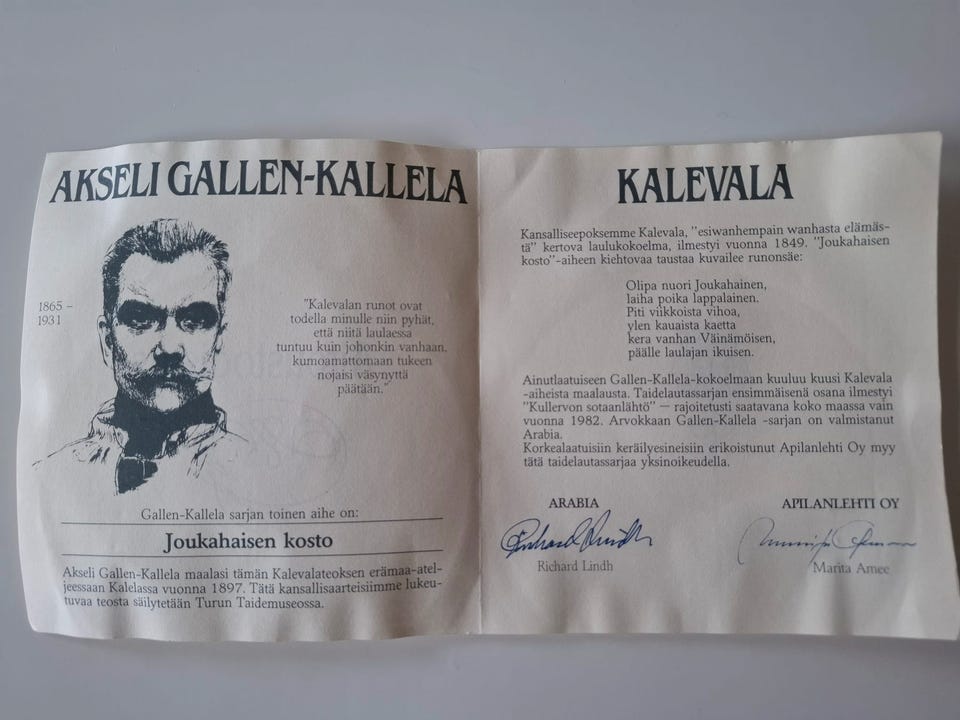 AKSELI GALLEN-KALLELA
1865 –
1931
"Kalevalan runot ovat
todella minulle niin pyhät,
että niitä laulaessa
tuntuu kuin johonkin vanhaan,
kumoamattomaan tukeen
nojaisi väsynyttä
päätään."
Gallen-Kallela sarjan toinen aihe on:
Joukahaisen kosto
Akseli Gallen-Kallela maalasi tämän Kalevalateoksen erämaa-atel-
jeessaan Kalelassa vuonna 1897. Tätä kansallisaarteisiimme lukeu-
tuvaa teosta säilytetään Turun Taidemuseossa.
KALEVALA
Kansalliseepoksemme Kalevala, "esiwanhempain wanhasta elämäs-
tä" kertova laulukokoelma, ilmestyi vuonna 1849. "Joukahaisen
kosto"-aiheen kiehtovaa taustaa kuvailee runonsäe:
Olipa nuori Joukahainen,
laiha poika lappalainen.
Piti viikkoista vihoa,
ylen kauaista kaetta
kera vanhan Väinämöisen,
päälle laulajan ikuisen.
Ainutlaatuiseen Gallen-Kallela-kokoelmaan kuuluu kuusi Kalevala
-aiheista maalausta. Taidelautassarjan ensimmäisenä osana ilmestyi
"Kullervon sotaanlähtö" — rajoitetusti saatavana koko maassa vain
vuonna 1982. Arvokkaan Gallen-Kallela -sarjan on valmistanut
Arabia.
Korkealaatuisiin keräilyesineisiin erikoistunut Apilanlehti Oy myy
tätä taidelautassarjaa yksinoikeudella.
ARABIA
Richard Lindh
Richard Lindh
APILANLEHTI OY
Marita Amee